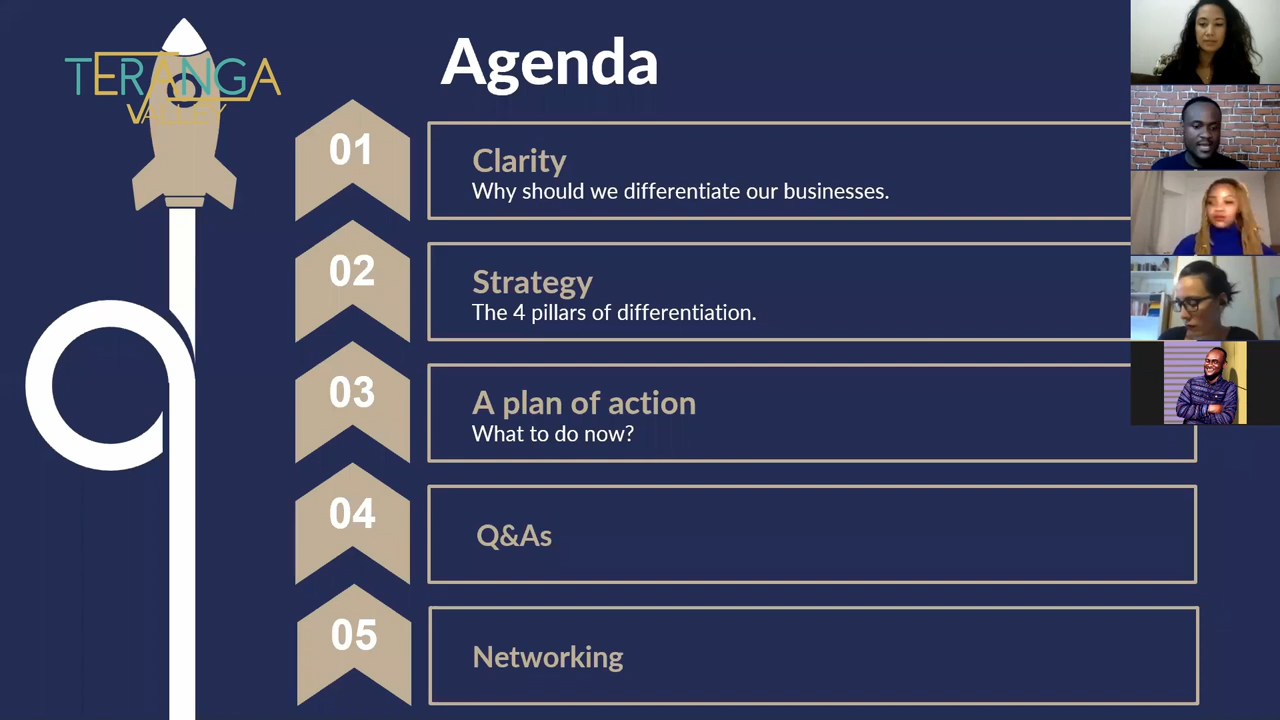 TERANGA
VALLEY
Agenda
01
Clarity
Why should we differentiate our businesses.
02
Strategy
The 4 pillars of differentiation.
03
A plan of action
What to do now?
04
Q&As
05
Networking